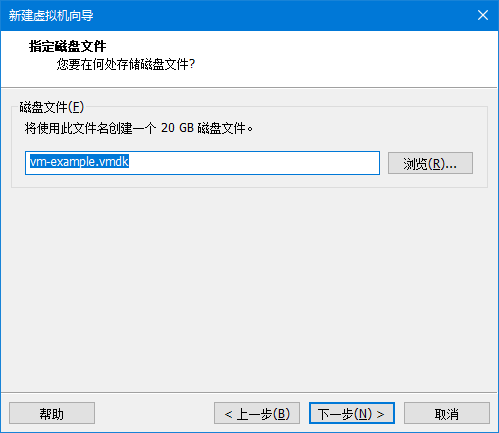 新建虚拟机向导
指定磁盘文件
您要在何处存储磁盘文件?
磁盘文件(F)
将使用此文件名创建一个 20 GB 磁盘文件。
vm-example.vmdk
浏览(R)...
帮助
< 上一步(B)
下一步(N) >
取消